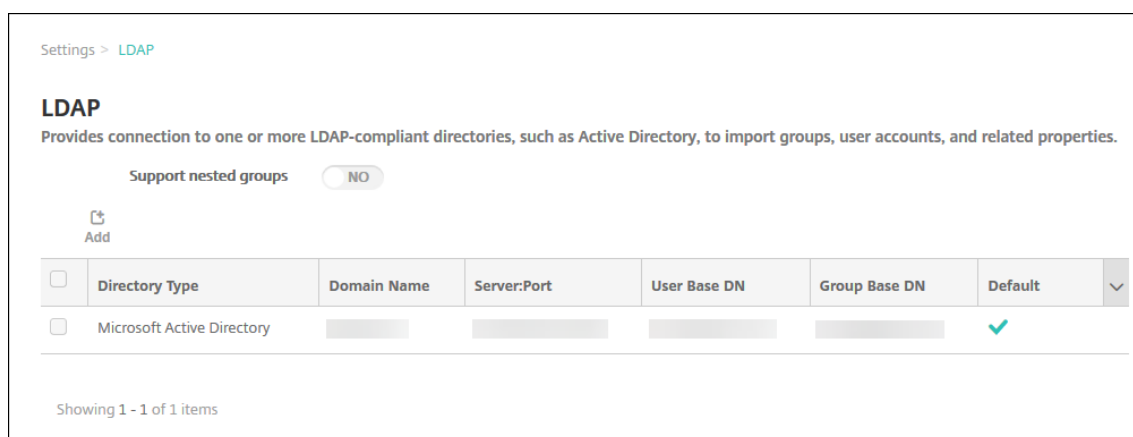 Settings > LDAP
LDAP
Provides connection to one or more LDAP-compliant directories, such as Active Directory, to import groups, user accounts, and related properties.
Support nested groups NO
Add
Directory Type Domain Name Server:Port User Base DN Group Base DN Default
Microsoft Active Directory
Showing 1 - 1 of 1 items